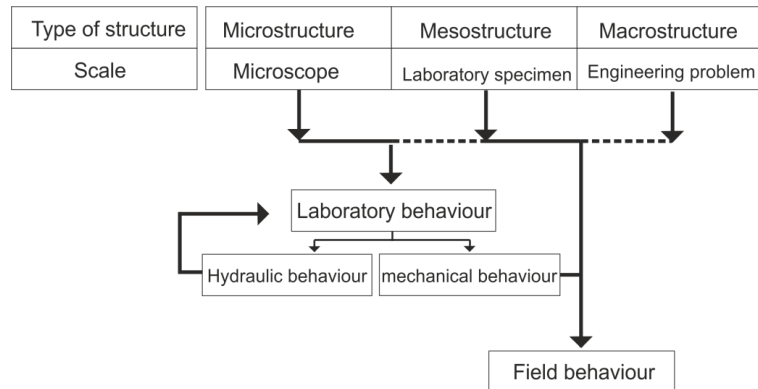 Type of structure
Microstructure
Mesostructure
Macrostructure
Scale
Microscope
Laboratory specimen
Engineering problem
Laboratory behaviour
Hydraulic behaviour
mechanical behaviour
Field behaviour